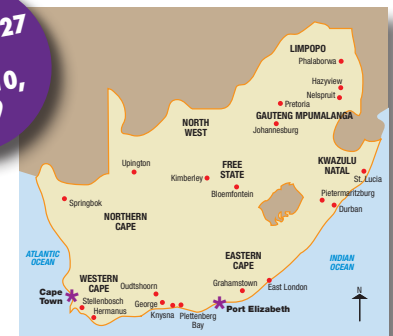 27
0,
LIMPOPO
Phalaborwa
Hazyview
Nelspruit
Pretoria
GAUTENG MPUMALANGA
Johannesburg
NORTH
WEST
Upington
Kimberley
FREE
STATE
Bloemfontein
KWAZULU
NATAL
St. Lucia
Pietermaritzburg
Durban
Springbok
NORTHERN
CAPE
ATLANTIC
OCEAN
EASTERN
CAPE
INDIAN
OCEAN
WESTERN
CAPE
Cape
Town
Stellenbosch
Hermanus
Oudtshoorn
George
Knysna
Plettenberg
Bay
Grahamstown
East London
Port Elizabeth
N